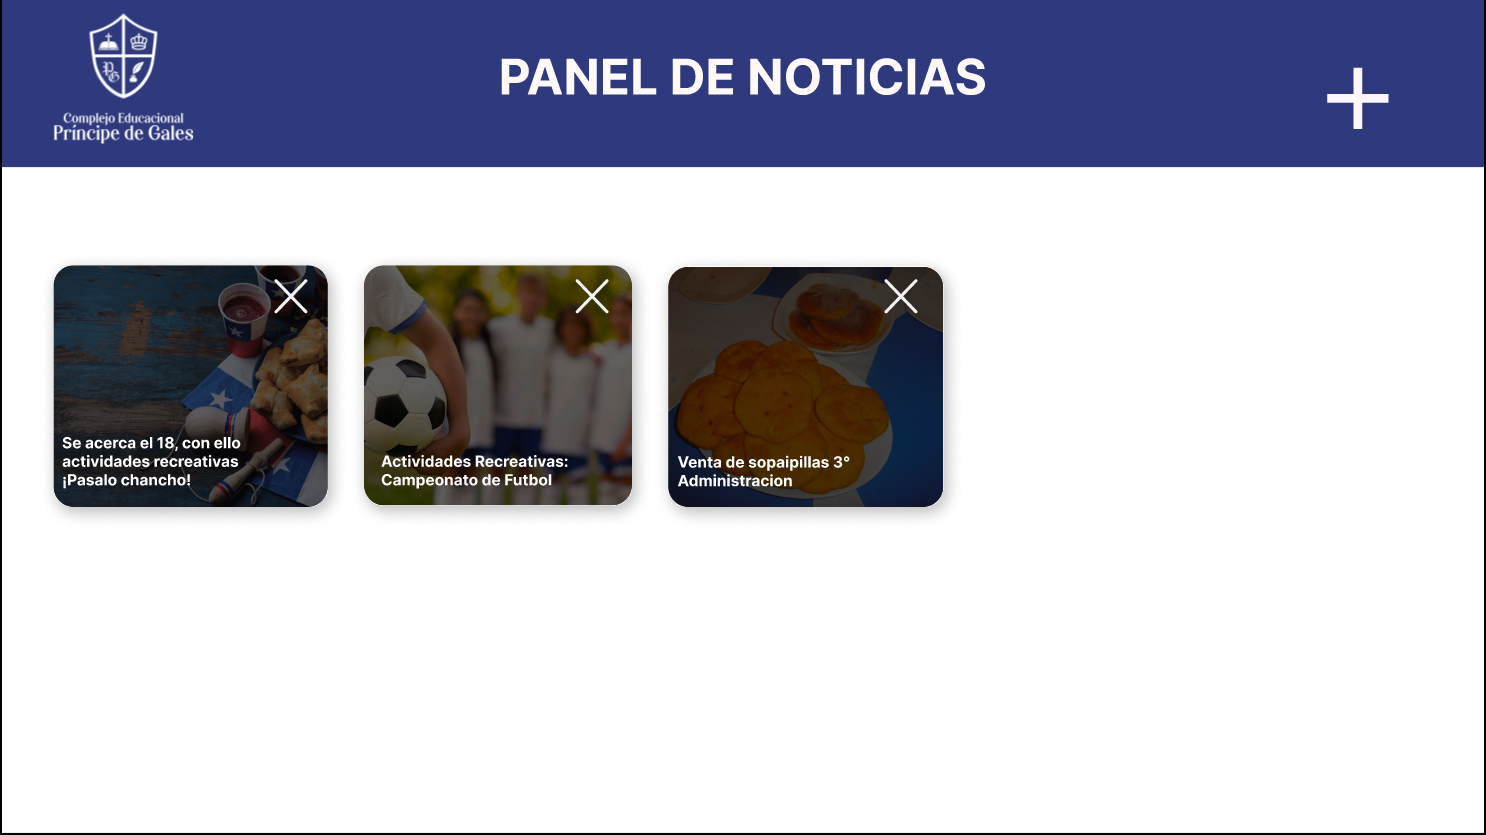 Complejo Educacional
Príncipe de Gales
PANEL DE NOTICIAS
Se acerca el 18, con ello
actividades recreativas
¡Pasalo chancho!
Actividades Recreativas:
Campeonato de Futbol
Venta de sopaipillas 3°
Administracion